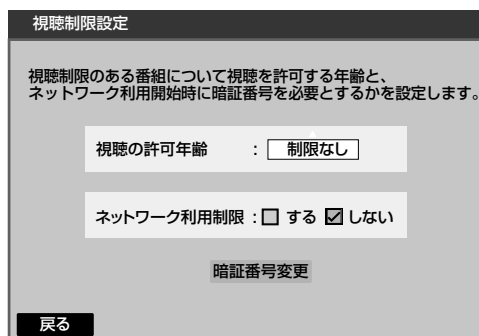 視聴制限設定
視聴制限のある番組について視聴を許可する年齢と、
ネットワーク利用開始時に暗証番号を必要とするかを設定します。
視聴の許可年齢 : 制限なし
ネットワーク利用制限 : する しない
暗証番号変更
戻る